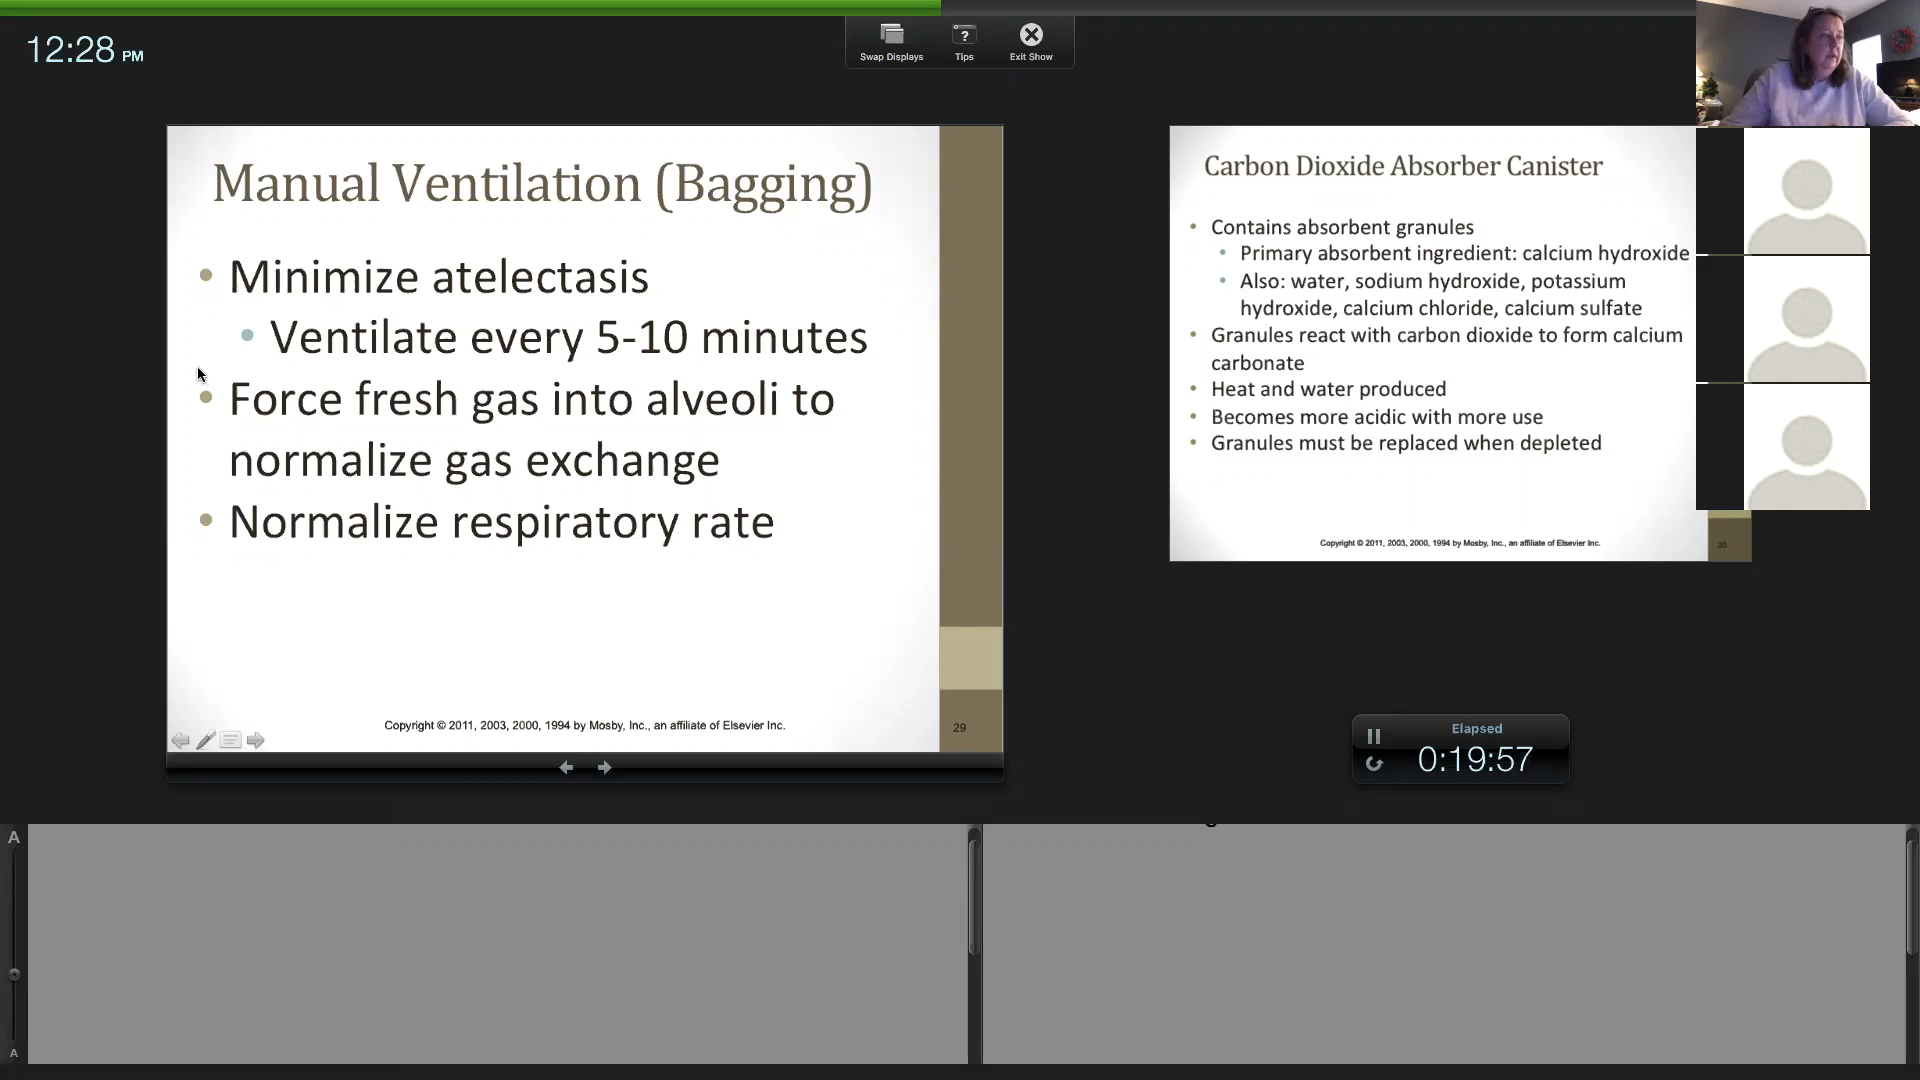 12:28 PM
Swap Displays
Tips
Exit Show
Manual Ventilation (Bagging)
• Minimize atelectasis
• Ventilate every 5-10 minutes
• Force fresh gas into alveoli to
normalize gas exchange
• Normalize respiratory rate
Copyright © 2011, 2003, 2000, 1994 by Mosby, Inc., an affiliate of Elsevier Inc.
29
Carbon Dioxide Absorber Canister
• Contains absorbent granules
• Primary absorbent ingredient: calcium hydroxide
• Also: water, sodium hydroxide, potassium
hydroxide, calcium chloride, calcium sulfate
• Granules react with carbon dioxide to form calcium
carbonate
• Heat and water produced
• Becomes more acidic with more use
• Granules must be replaced when depleted
Copyright © 2011, 2003, 2000, 1994 by Mosby, Inc., an affiliate of Elsevier Inc.
30
Elapsed
0:19:57
A
A